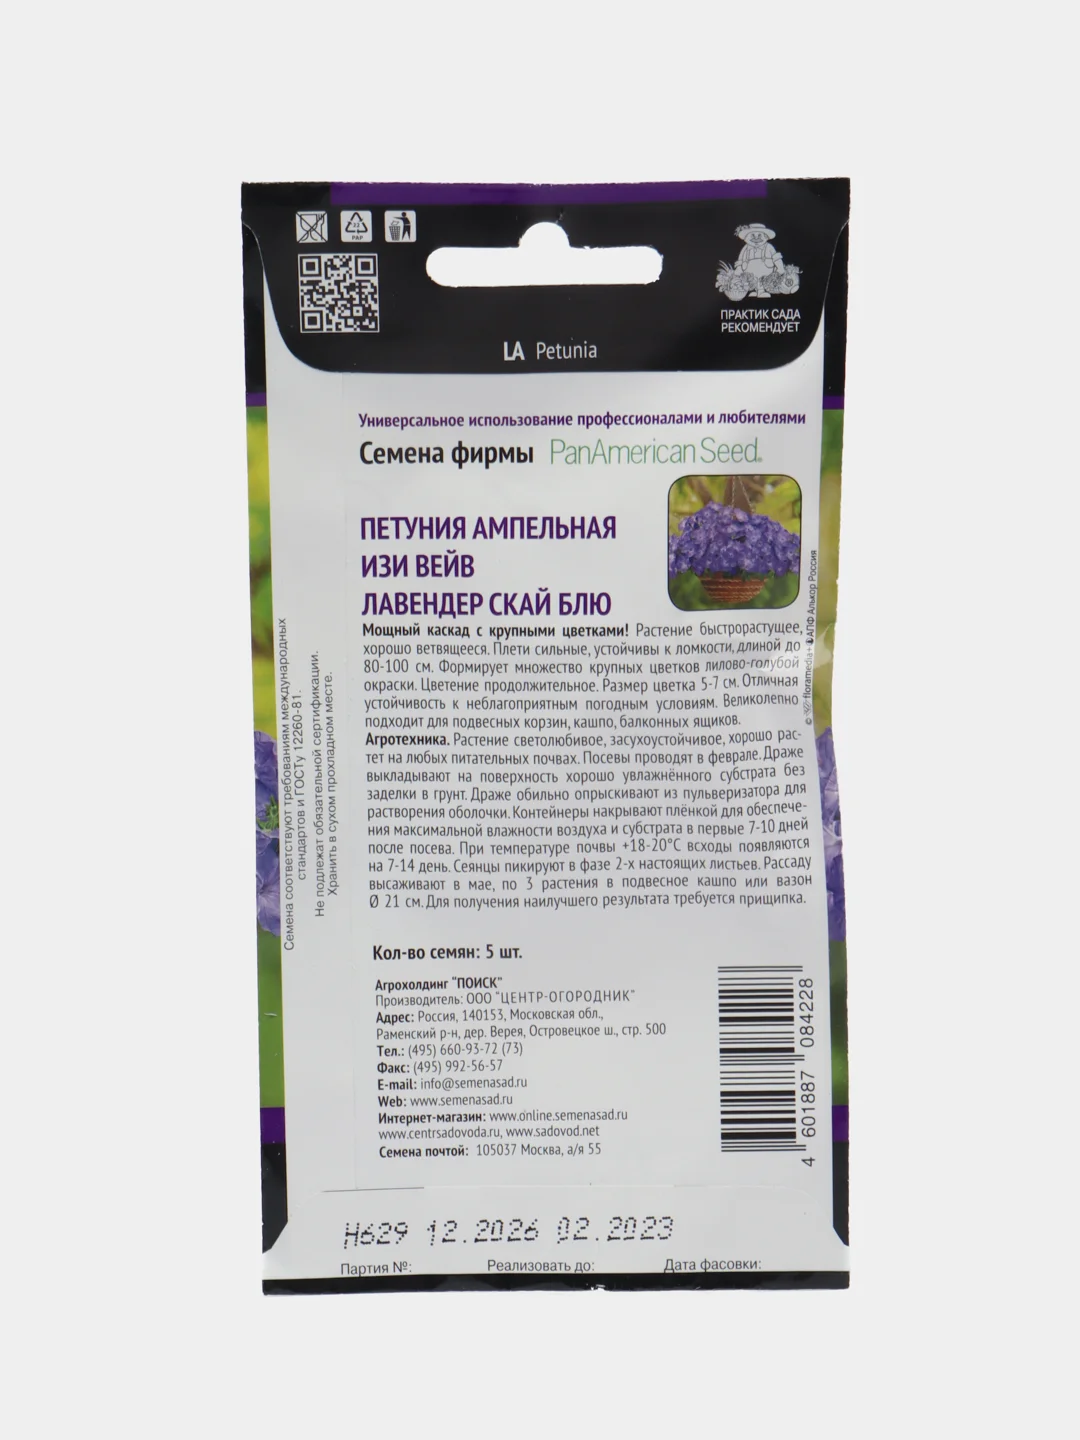 22
PAP
ПРАКТИК САДА
РЕКОМЕНДУЕТ
LA Petunia
Универсальное использование профессионалами и любителями
Семена фирмы PanAmerican Seed®
ПЕТУНИЯ АМПЕЛЬНАЯ
ИЗИ ВЕЙВ
ЛАВЕНДЕР СКАЙ БЛЮ
Мощный каскад с крупными цветками! Растение быстрорастущее,
хорошо ветвящееся. Плети сильные, устойчивы к ломкости, длиной до
80-100 см. Формирует множество крупных цветков лилово-голубой
окраски. Цветение продолжительное. Размер цветка 5-7 см. Отличная
устойчивость к неблагоприятным погодным условиям. Великолепно
подходит для подвесных корзин, кашпо, балконных ящиков.
Агротехника. Растение светолюбивое, засухоустойчивое, хорошо рас-
тет на любых питательных почвах. Посевы проводят в феврале. Драже
выкладывают на поверхность хорошо увлажнённого субстрата без
заделки в грунт. Драже обильно опрыскивают из пульверизатора для
растворения оболочки. Контейнеры накрывают плёнкой для обеспече-
ния максимальной влажности воздуха и субстрата в первые 7-10 дней
после посева. При температуре почвы +18-20°С всходы появляются
на 7-14 день. Сеянцы пикируют в фазе 2-х настоящих листьев. Рассаду
высаживают в мае, по 3 растения в подвесное кашпо или вазон
Ø 21 см. Для получения наилучшего результата требуется прищипка.
floramedia АПФ Алькор Россия
Семена соответствуют требованиям международных
стандартов и ГОСТу 12260-81.
Не подлежат обязательной сертификации.
Хранить в сухом прохладном месте.
Кол-во семян: 5 шт.
Агрохолдинг "ПОИСК"
Производитель: ООО "ЦЕНТР-ОГОРОДНИК"
Адрес: Россия, 140153, Московская обл.,
Раменский р-н, дер. Верея, Островецкое ш., стр. 500
Тел.: (495) 660-93-72 (73)
Факс: (495) 992-56-57
E-mail: info@semenasad.ru
Web: www.semenasad.ru
Интернет-магазин: www.online.semenasad.ru
www.centrsadovoda.ru, www.sadovod.net
Семена почтой: 105037 Москва, а/я 55
4 601887 084228
Н629 12.2026 02.2023
Партия №: Реализовать до: Дата фасовки: